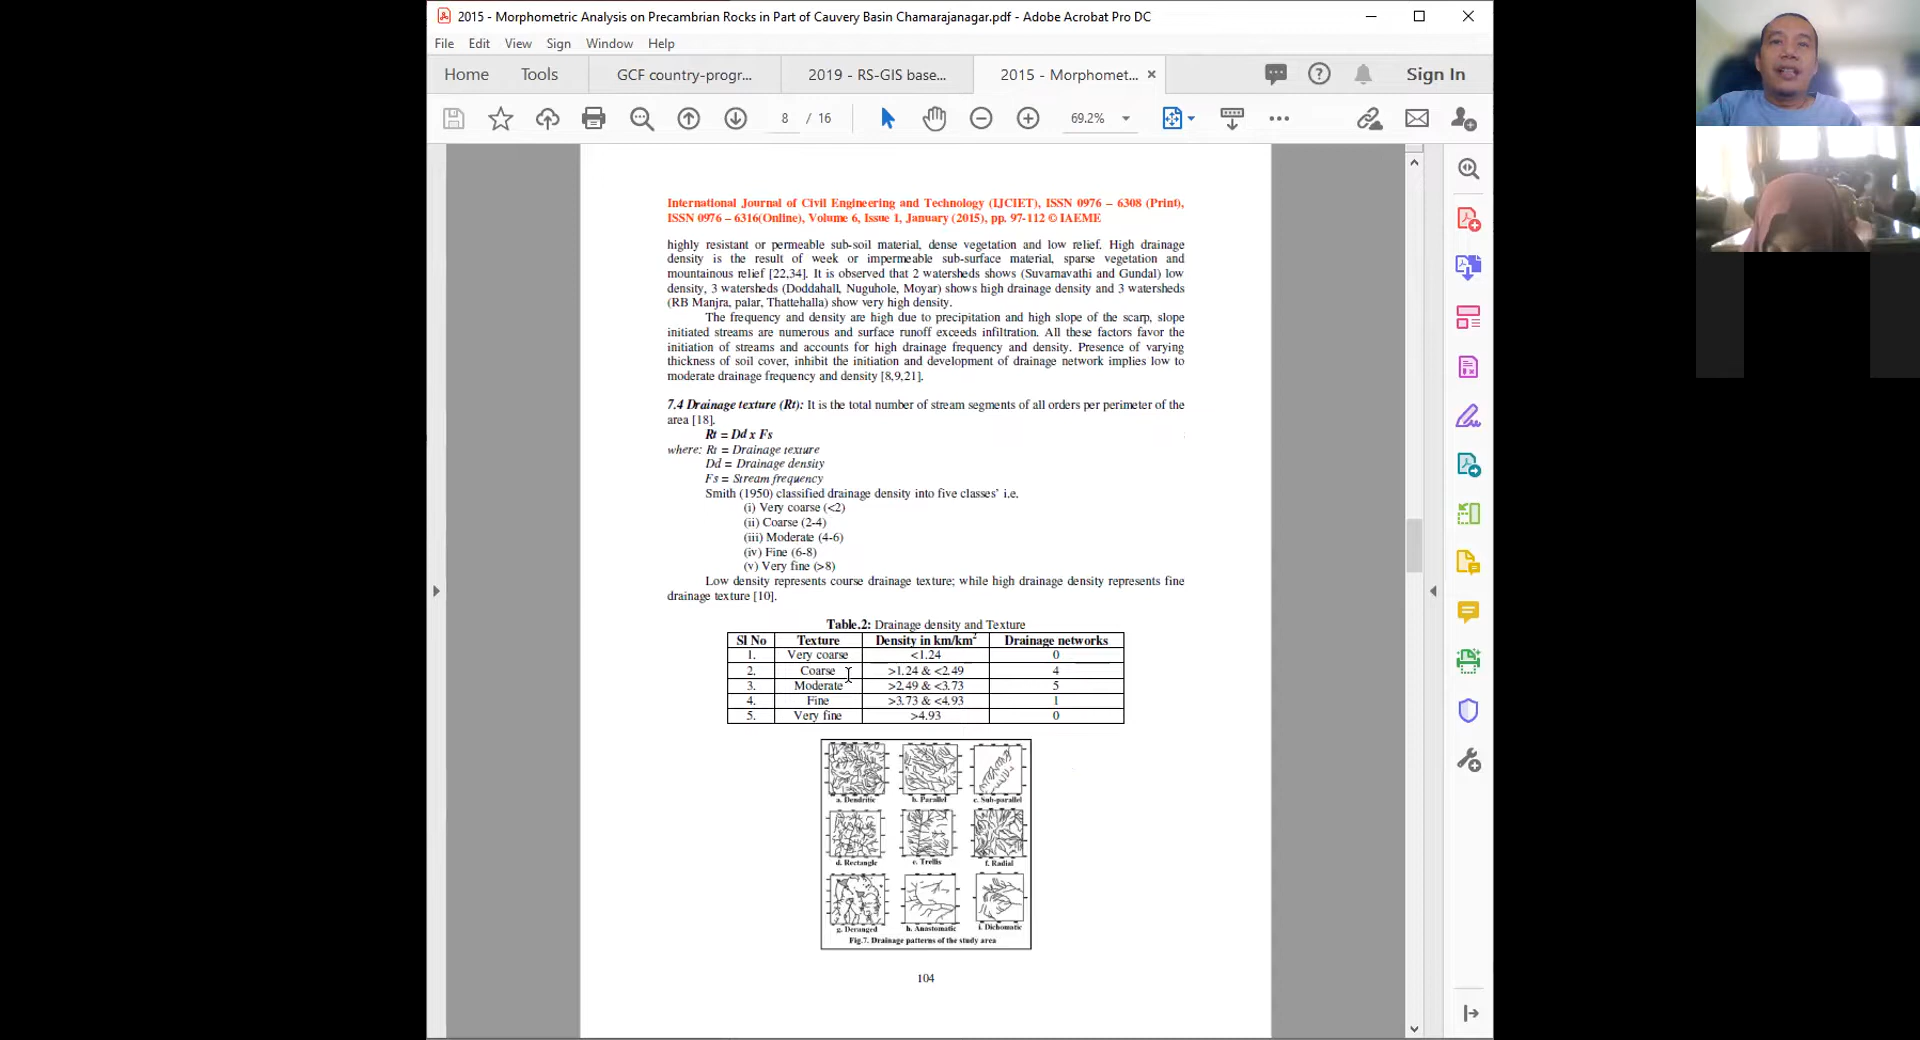 2015 - Morphometric Analysis on Precambrian Rocks in Part of Cauvery Basin Chamarajanagar.pdf - Adobe Acrobat Pro DC
File Edit View Sign Window Help
Home Tools GCF country-progr... 2019 - RS-GIS base... 2015 - Morphomet... × Sign In
8 / 16 69.2%
International Journal of Civil Engineering and Technology (IJCIET), ISSN 0976 – 6308 (Print),
ISSN 0976 – 6316(Online), Volume 6, Issue 1, January (2015), pp. 97-112 © IAEME
highly resistant or permeable sub-soil material, dense vegetation and low relief. High drainage
density is the result of week or impermeable sub-surface material, sparse vegetation and
mountainous relief [22,34]. It is observed that 2 watersheds shows (Suvarnavathi and Gundal) low
density, 3 watersheds (Doddahall, Nuguhole, Moyar) shows high drainage density and 3 watersheds
(RB Manjra, palar, Thattehalla) show very high density.
The frequency and density are high due to precipitation and high slope of the scarp, slope
initiated streams are numerous and surface runoff exceeds infiltration. All these factors favor the
initiation of streams and accounts for high drainage frequency and density. Presence of varying
thickness of soil cover, inhibit the initiation and development of drainage network implies low to
moderate drainage frequency and density [8,9,21].
7.4 Drainage texture (Rt): It is the total number of stream segments of all orders per perimeter of the
area [18].
Rt = Dd x Fs
where: Rt = Drainage texture
Dd = Drainage density
Fs = Stream frequency
Smith (1950) classified drainage density into five classes' i.e.
(i) Very coarse (<2)
(ii) Coarse (2-4)
(iii) Moderate (4-6)
(iv) Fine (6-8)
(v) Very fine (>8)
Low density represents course drainage texture; while high drainage density represents fine
drainage texture [10].
Table.2: Drainage density and Texture
Sl No Texture Density in km/km² Drainage networks
1. Very coarse <1.24 0
2. Coarse >1.24 & <2.49 4
3. Moderate >2.49 & <3.73 5
4. Fine >3.73 & <4.93 1
5. Very fine >4.93 0
a. Dendritic b. Parallel c. Sub-parallel
d. Rectangle e. Trellis f. Radial
g. Deranged h. Anastomatic i. Dichomatic
Fig.7. Drainage patterns of the study area
104